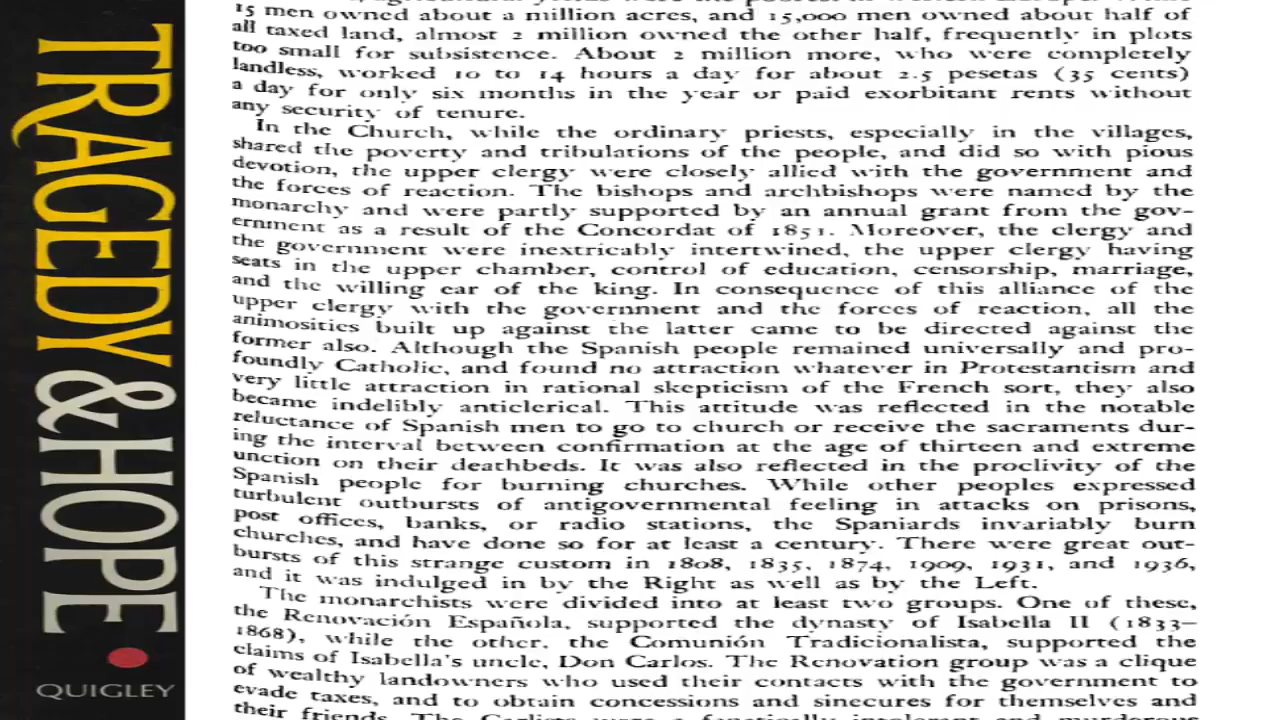 TRAGEDY & HOPE
QUIGLEY
15 men owned about a million acres, and 15,000 men owned about half of
all taxed land, almost 2 million owned the other half, frequently in plots
too small for subsistence. About 2 million more, who were completely
landless, worked 10 to 14 hours a day for about 2.5 pesetas (35 cents)
a day for only six months in the year or paid exorbitant rents without
any security of tenure.
In the Church, while the ordinary priests, especially in the villages,
shared the poverty and tribulations of the people, and did so with pious
devotion, the upper clergy were closely allied with the government and
the forces of reaction. The bishops and archbishops were named by the
monarchy and were partly supported by an annual grant from the gov-
ernment as a result of the Concordat of 1851. Moreover, the clergy and
the government were inextricably intertwined, the upper clergy having
seats in the upper chamber, control of education, censorship, marriage,
and the willing ear of the king. In consequence of this alliance of the
upper clergy with the government and the forces of reaction, all the
animosities built up against the latter came to be directed against the
former also. Although the Spanish people remained universally and pro-
foundly Catholic, and found no attraction whatever in Protestantism and
very little attraction in rational skepticism of the French sort, they also
became indelibly anticlerical. This attitude was reflected in the notable
reluctance of Spanish men to go to church or receive the sacraments dur-
ing the interval between confirmation at the age of thirteen and extreme
unction on their deathbeds. It was also reflected in the proclivity of the
Spanish people for burning churches. While other peoples expressed
turbulent outbursts of antigovernmental feeling in attacks on prisons,
post offices, banks, or radio stations, the Spaniards invariably burn
churches, and have done so for at least a century. There were great out-
bursts of this strange custom in 1808, 1835, 1874, 1909, 1931, and 1936,
and it was indulged in by the Right as well as by the Left.
The monarchists were divided into at least two groups. One of these,
the Renovación Española, supported the dynasty of Isabella II (1833–
1868), while the other, the Comunión Tradicionalista, supported the
claims of Isabella's uncle, Don Carlos. The Renovation group was a clique
of wealthy landowners who used their contacts with the government to
evade taxes, and to obtain concessions and sinecures for themselves and
their friends. The Carlists were a fanatically intolerant and murderous